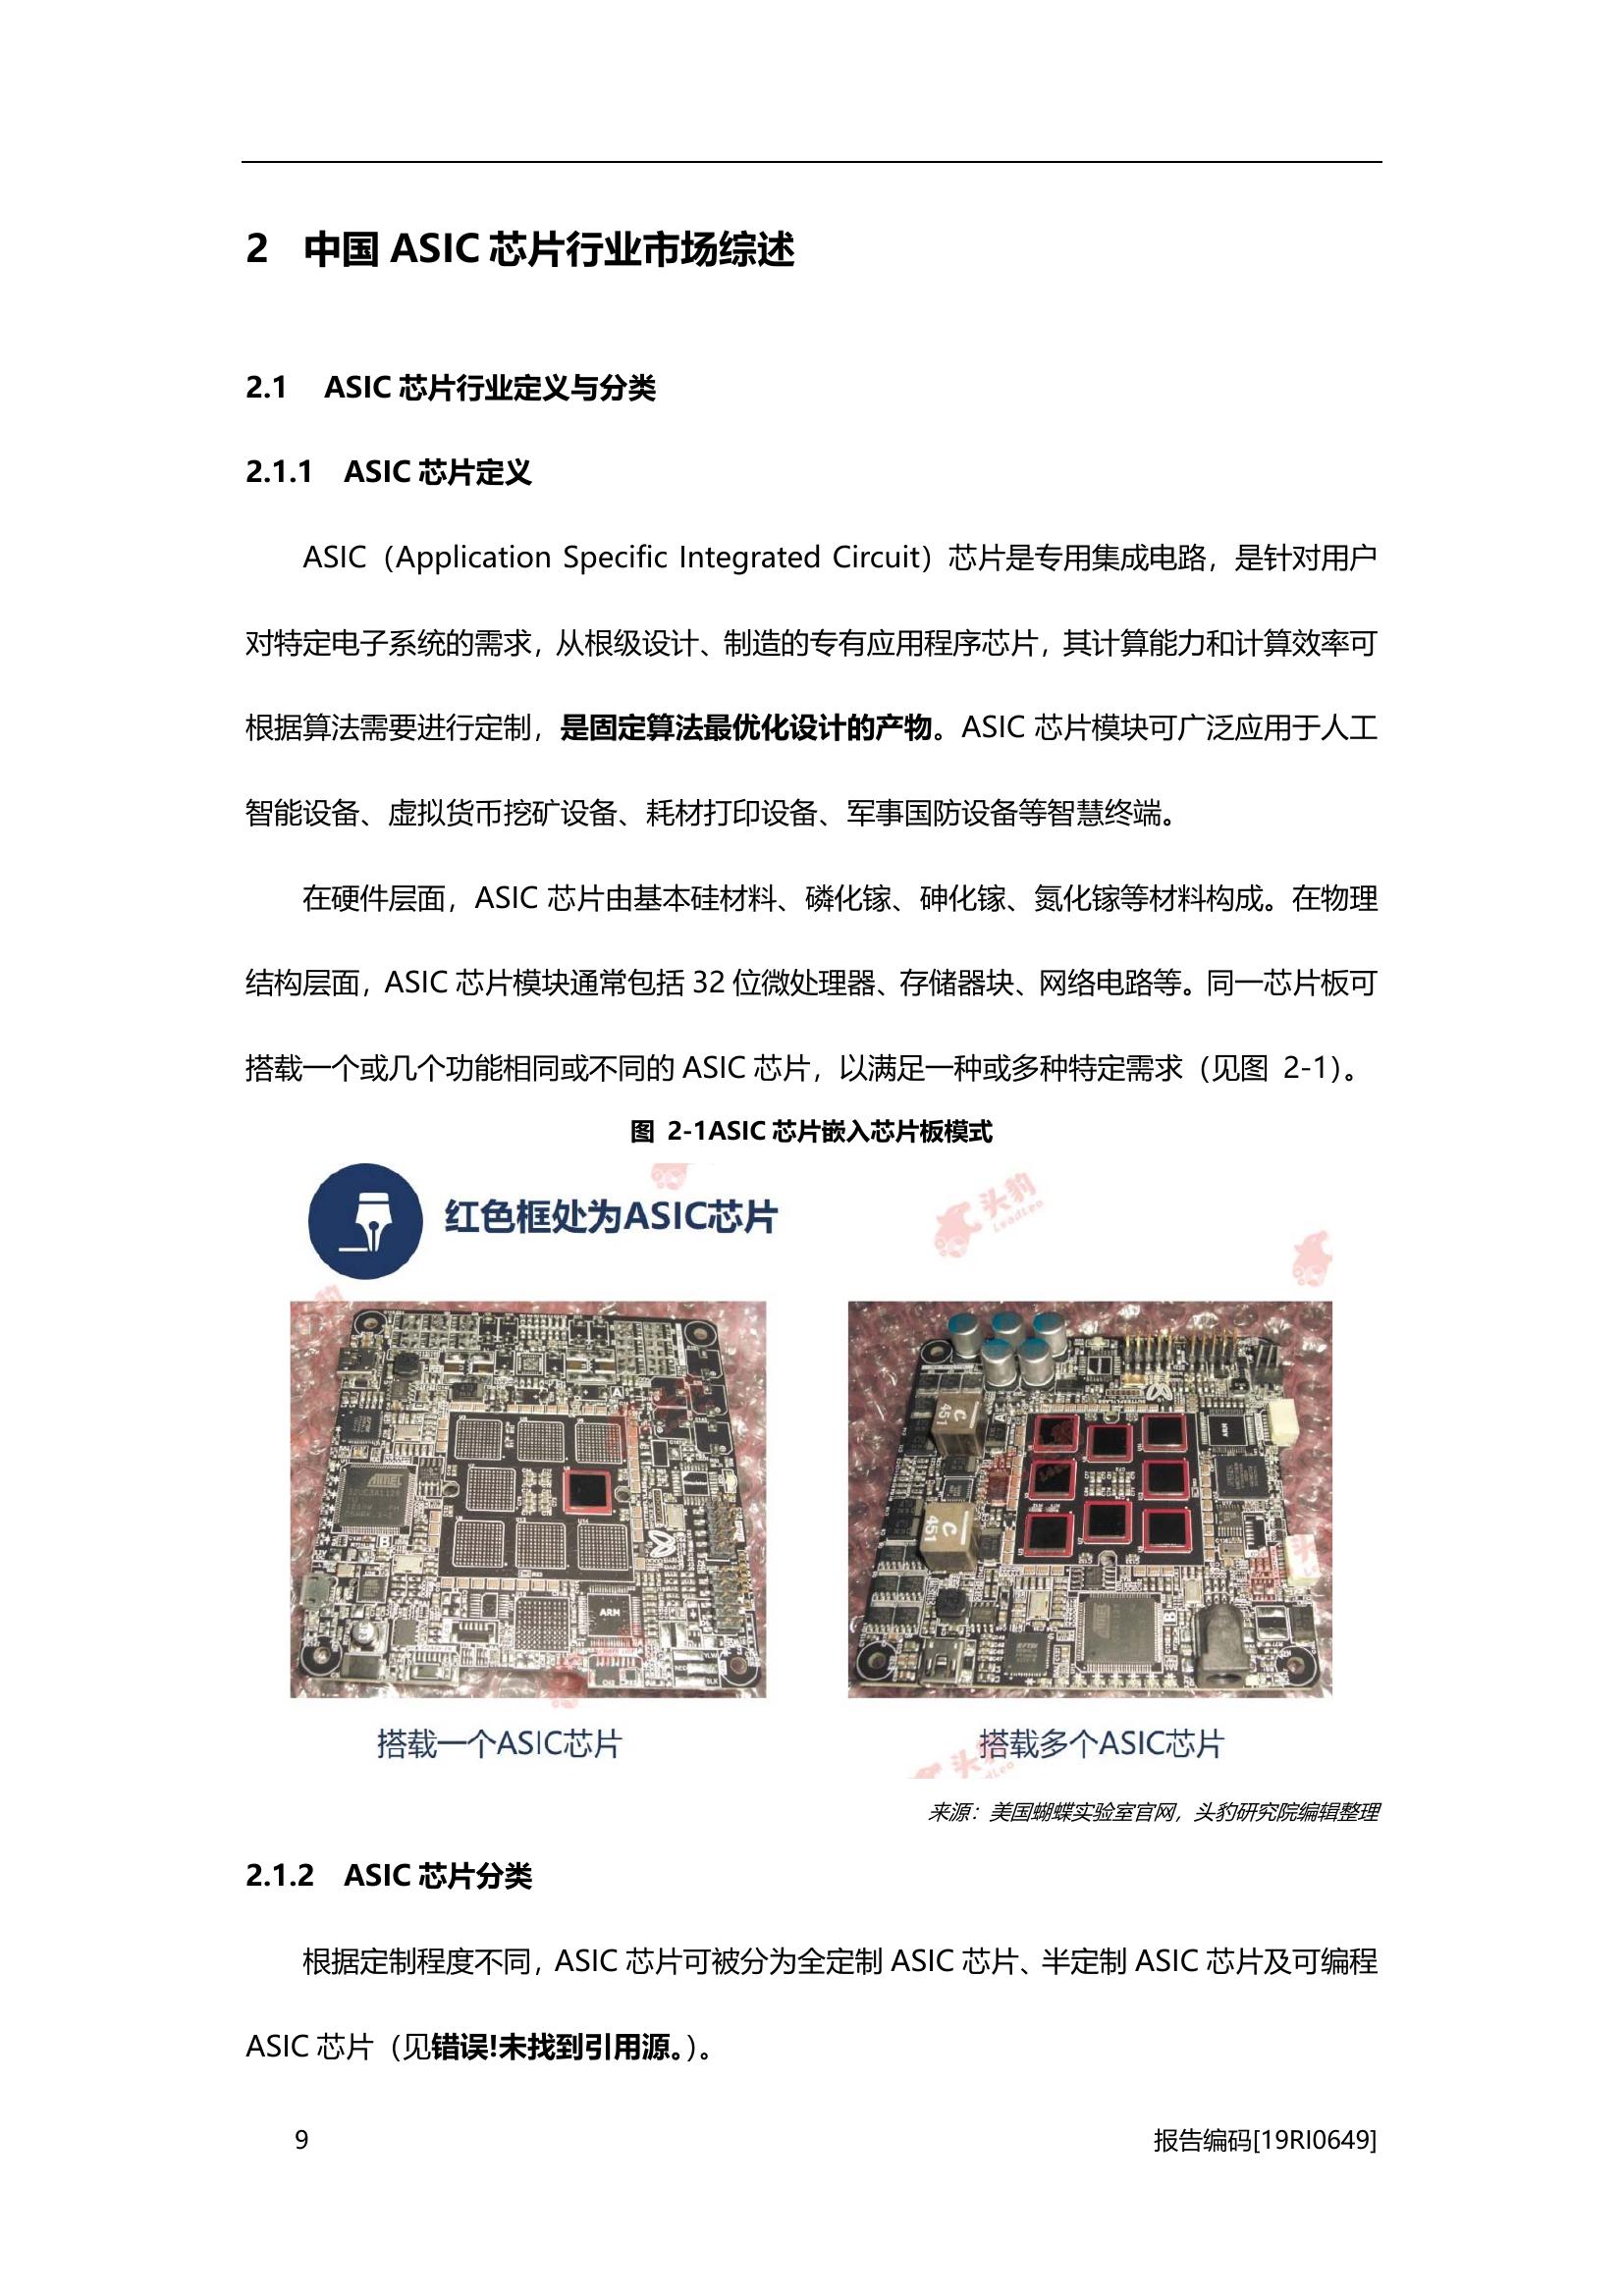 2 中国 ASIC 芯片行业市场综述
2.1 ASIC 芯片行业定义与分类
2.1.1 ASIC 芯片定义
ASIC（Application Specific Integrated Circuit）芯片是专用集成电路，是针对用户
对特定电子系统的需求，从根级设计、制造的专有应用程序芯片，其计算能力和计算效率可
根据算法需要进行定制，是固定算法最优化设计的产物。ASIC 芯片模块可广泛应用于人工
智能设备、虚拟货币挖矿设备、耗材打印设备、军事国防设备等智慧终端。
在硬件层面，ASIC 芯片由基本硅材料、磷化镓、砷化镓、氮化镓等材料构成。在物理
结构层面，ASIC 芯片模块通常包括 32 位微处理器、存储器块、网络电路等。同一芯片板可
搭载一个或几个功能相同或不同的 ASIC 芯片，以满足一种或多种特定需求（见图 2-1）。
图 2-1ASIC 芯片嵌入芯片板模式
红色框处为ASIC芯片
头豹
LeadLeo
ATMEL
ARM
C
451
C
451
ARM
搭载一个ASIC芯片
搭载多个ASIC芯片
头豹
来源：美国蝴蝶实验室官网，头豹研究院编辑整理
2.1.2 ASIC 芯片分类
根据定制程度不同，ASIC 芯片可被分为全定制 ASIC 芯片、半定制 ASIC 芯片及可编程
ASIC 芯片（见错误!未找到引用源。）。
9 报告编码[19RI0649]